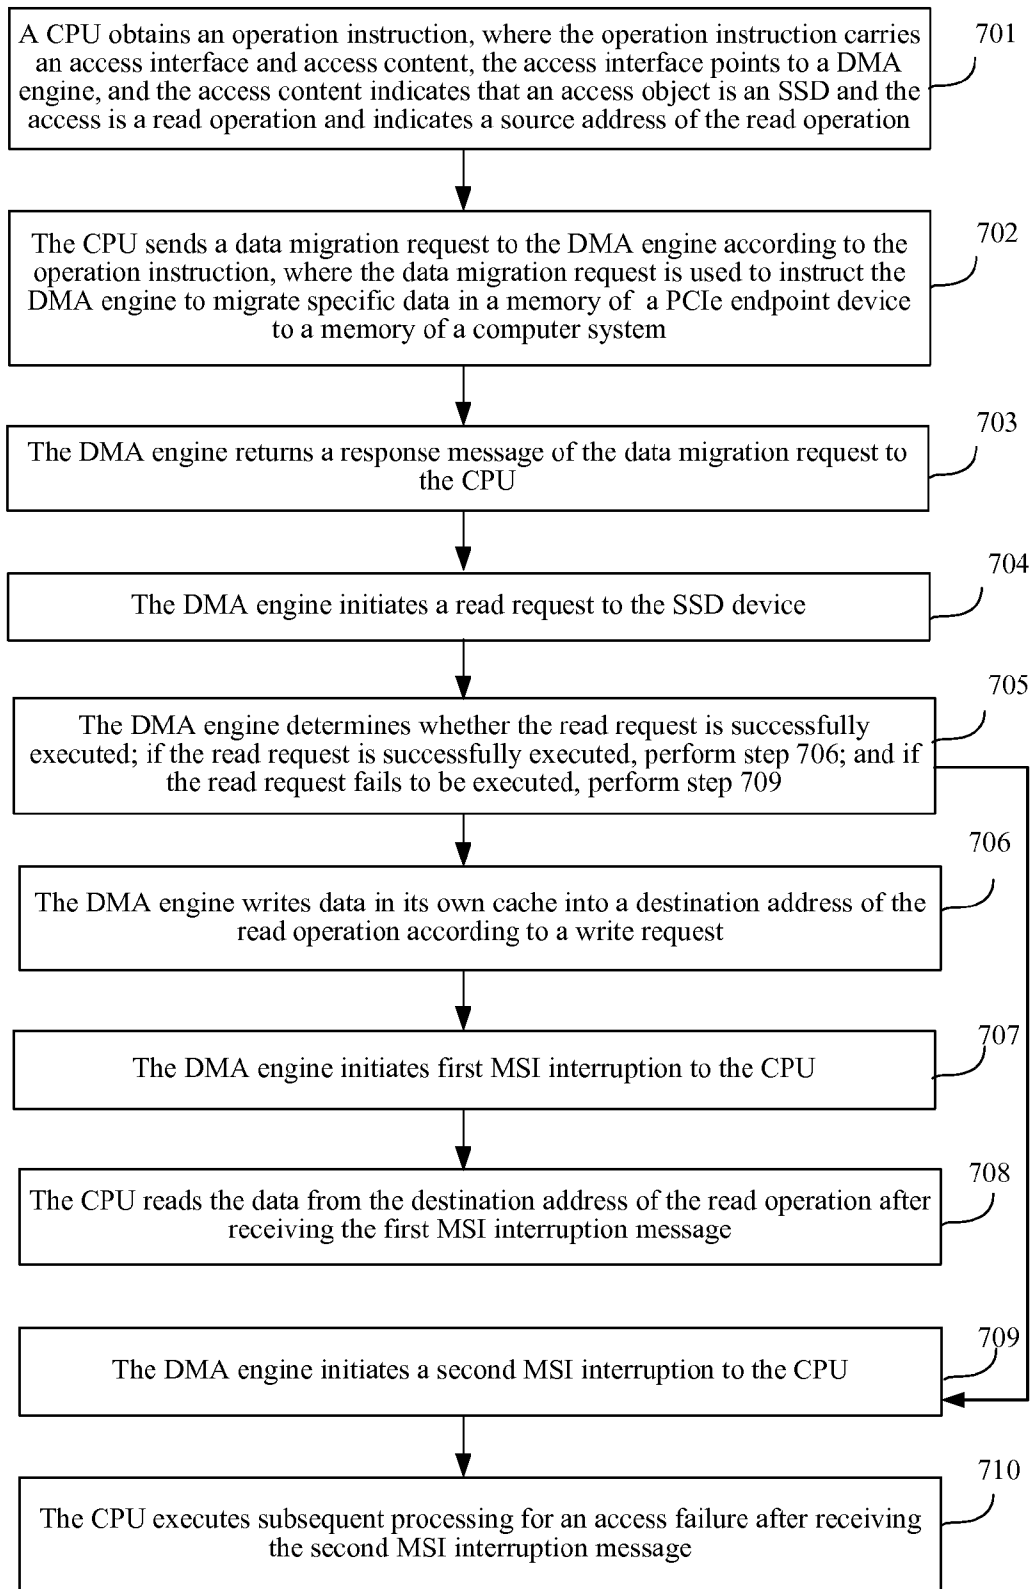 A CPU obtains an operation instruction, where the operation instruction carries
an access interface and access content, the access interface points to a DMA
engine, and the access content indicates that an access object is an SSD and the
access is a read operation and indicates a source address of the read operation
701
The CPU sends a data migration request to the DMA engine according to the
operation instruction, where the data migration request is used to instruct the
DMA engine to migrate specific data in a memory of a PCIe endpoint device
to a memory of a computer system
702
The DMA engine returns a response message of the data migration request to
the CPU
703
The DMA engine initiates a read request to the SSD device
704
The DMA engine determines whether the read request is successfully
executed; if the read request is successfully executed, perform step 706; and if
the read request fails to be executed, perform step 709
705
The DMA engine writes data in its own cache into a destination address of the
read operation according to a write request
706
The DMA engine initiates first MSI interruption to the CPU
707
The CPU reads the data from the destination address of the read operation after
receiving the first MSI interruption message
708
The DMA engine initiates a second MSI interruption to the CPU
709
The CPU executes subsequent processing for an access failure after receiving
the second MSI interruption message
710